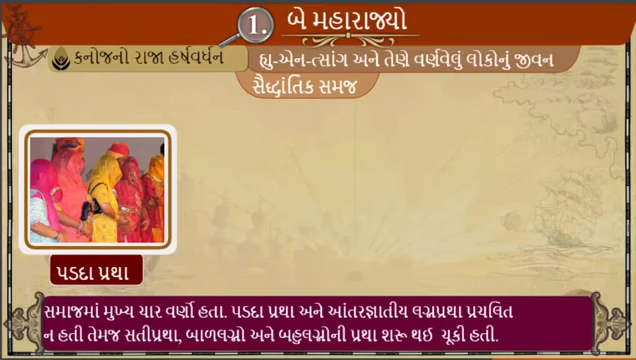 1. બે મહારાજ્યો
કનોજનો રાજા હર્ષવર્ધન
હ્યુ-એન-ત્સાંગ અને તેણે વર્ણવેલું લોકોનું જીવન
સૈદ્ધાંતિક સમજ
પડદા પ્રથા
સમાજમાં મુખ્ય ચાર વર્ણો હતા. પડદા પ્રથા અને આંતરજ્ઞાતીય લગ્નપ્રથા પ્રચલિત
ન હતી તેમજ સતીપ્રથા, બાળલગ્નો અને બહુલગ્નોની પ્રથા શરૂ થઈ ચૂકી હતી.